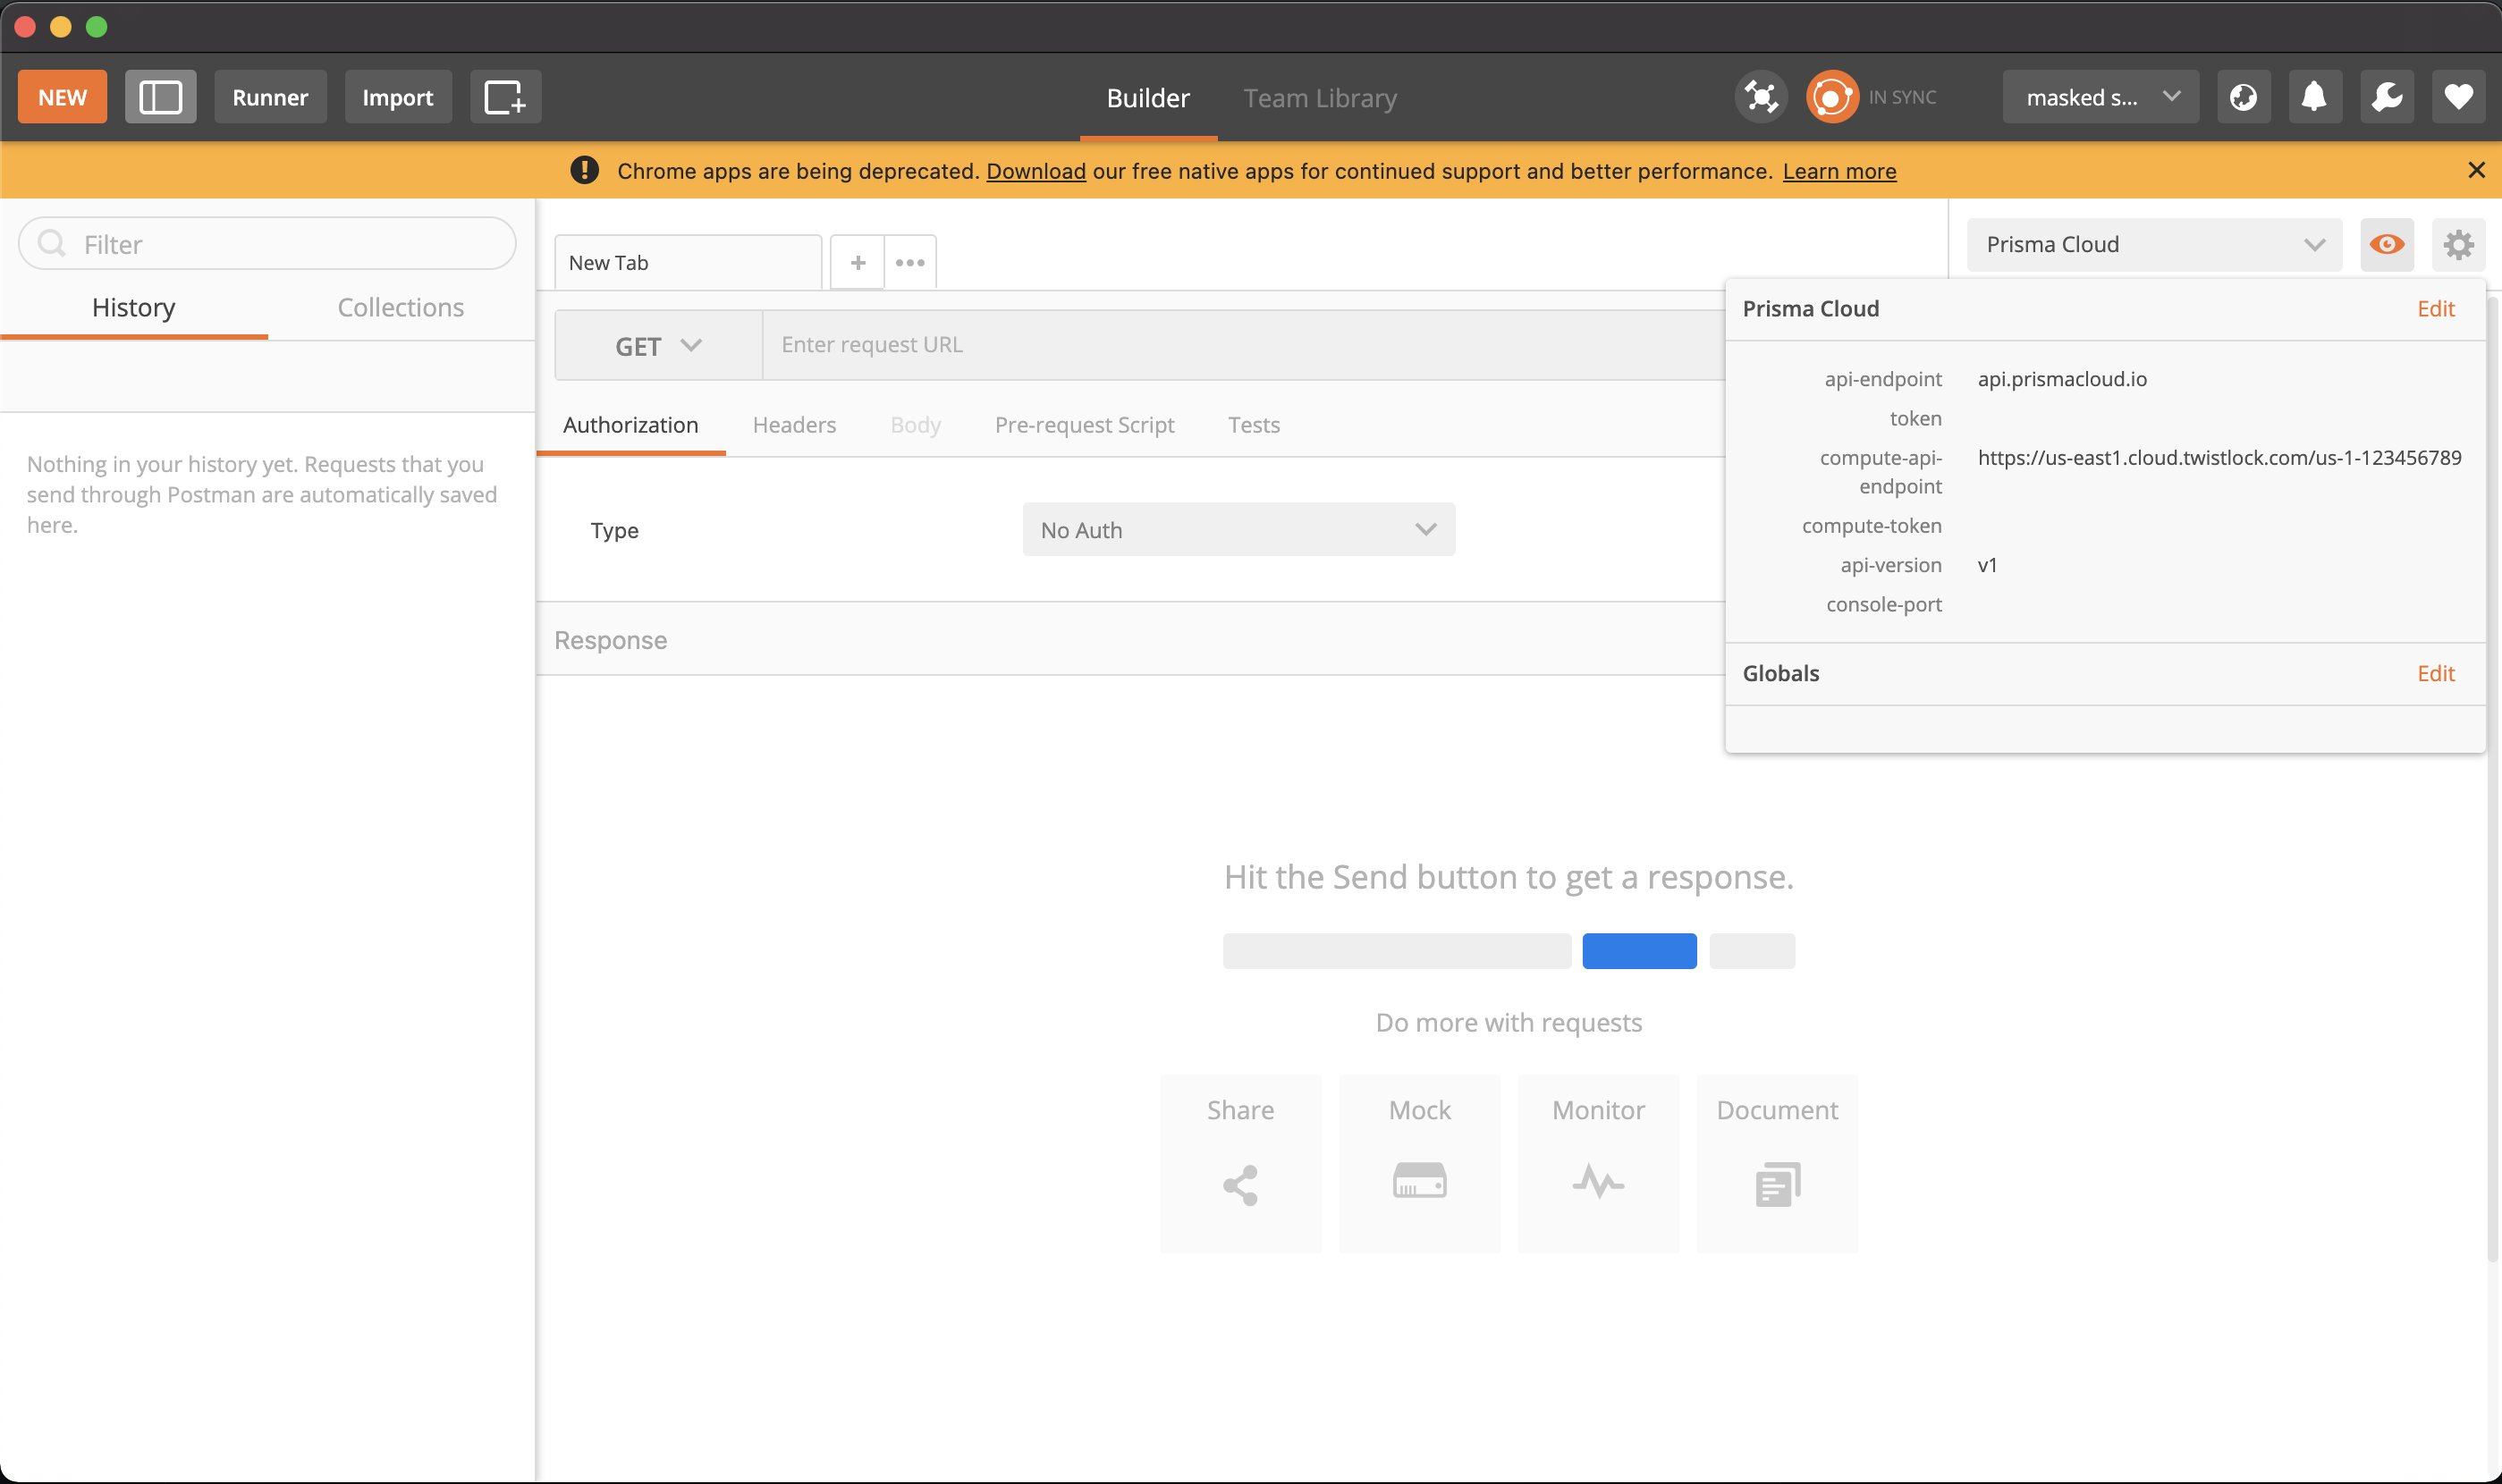 NEW
Runner
Import
Builder
Team Library
IN SYNC
masked s...
Chrome apps are being deprecated. Download our free native apps for continued support and better performance. Learn more
Filter
History
Collections
Nothing in your history yet. Requests that you
send through Postman are automatically saved
here.
New Tab
Prisma Cloud
GET
Enter request URL
Authorization
Headers
Body
Pre-request Script
Tests
Type
No Auth
Response
Prisma Cloud
Edit
api-endpoint api.prismacloud.io
token
compute-api- https://us-east1.cloud.twistlock.com/us-1-123456789
endpoint
compute-token
api-version v1
console-port
Globals
Edit
Hit the Send button to get a response.
Do more with requests
Share
Mock
Monitor
Document